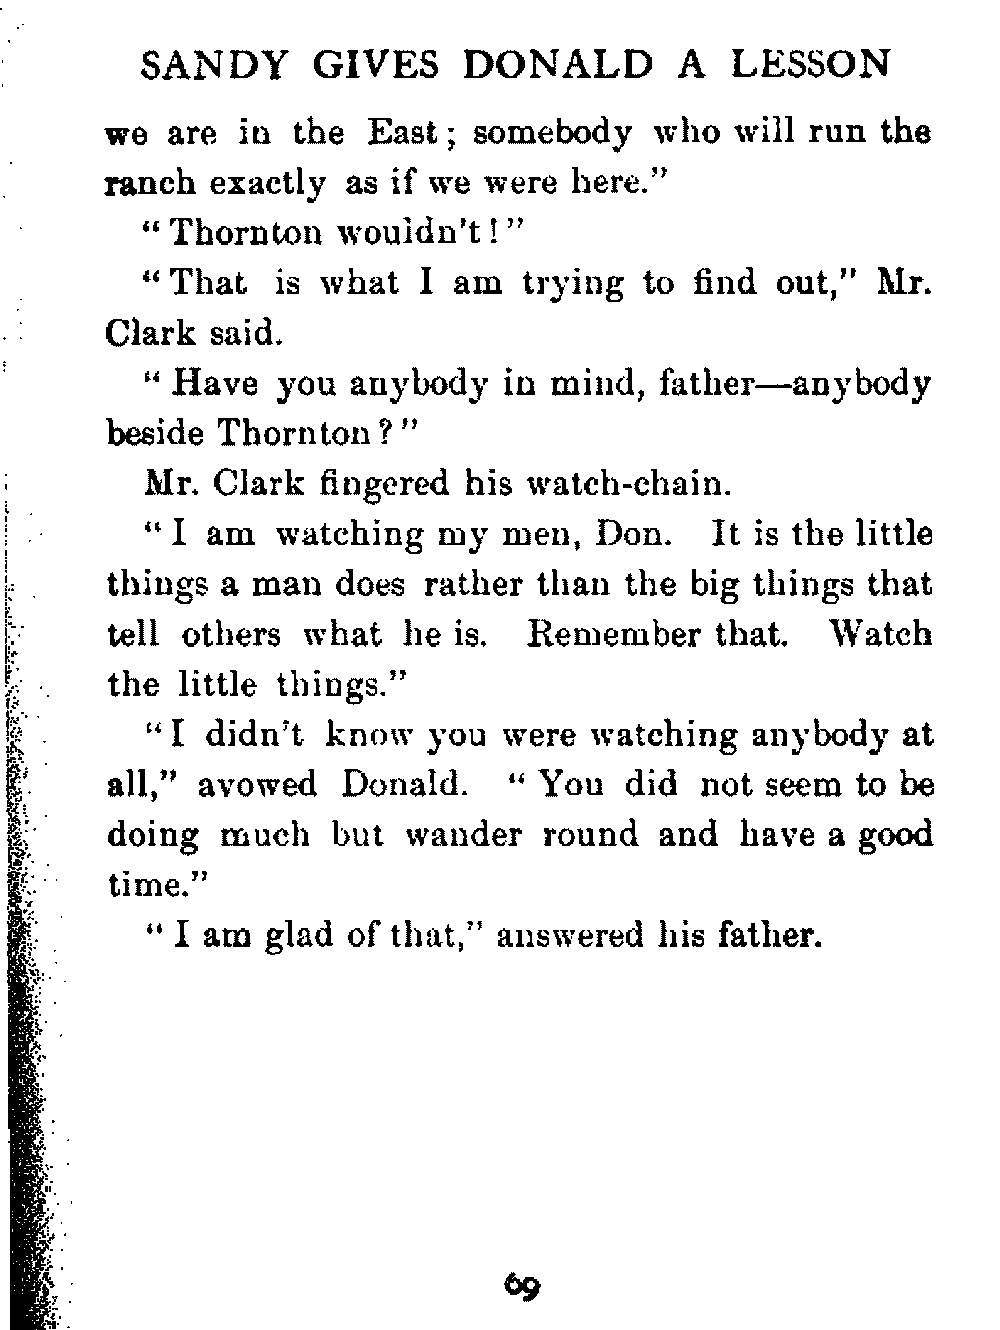 SANDY GIVES DONALD A LESSON
we are in the East; somebody who will run the
ranch exactly as if we were here."
"Thornton wouldn't!"
"That is what I am trying to find out," Mr.
Clark said.
"Have you anybody in mind, father—anybody
beside Thornton?"
Mr. Clark fingered his watch-chain.
"I am watching my men, Don. It is the little
things a man does rather than the big things that
tell others what he is. Remember that. Watch
the little things."
"I didn't know you were watching anybody at
all," avowed Donald. "You did not seem to be
doing much but wander round and have a good
time."
"I am glad of that," answered his father.
69